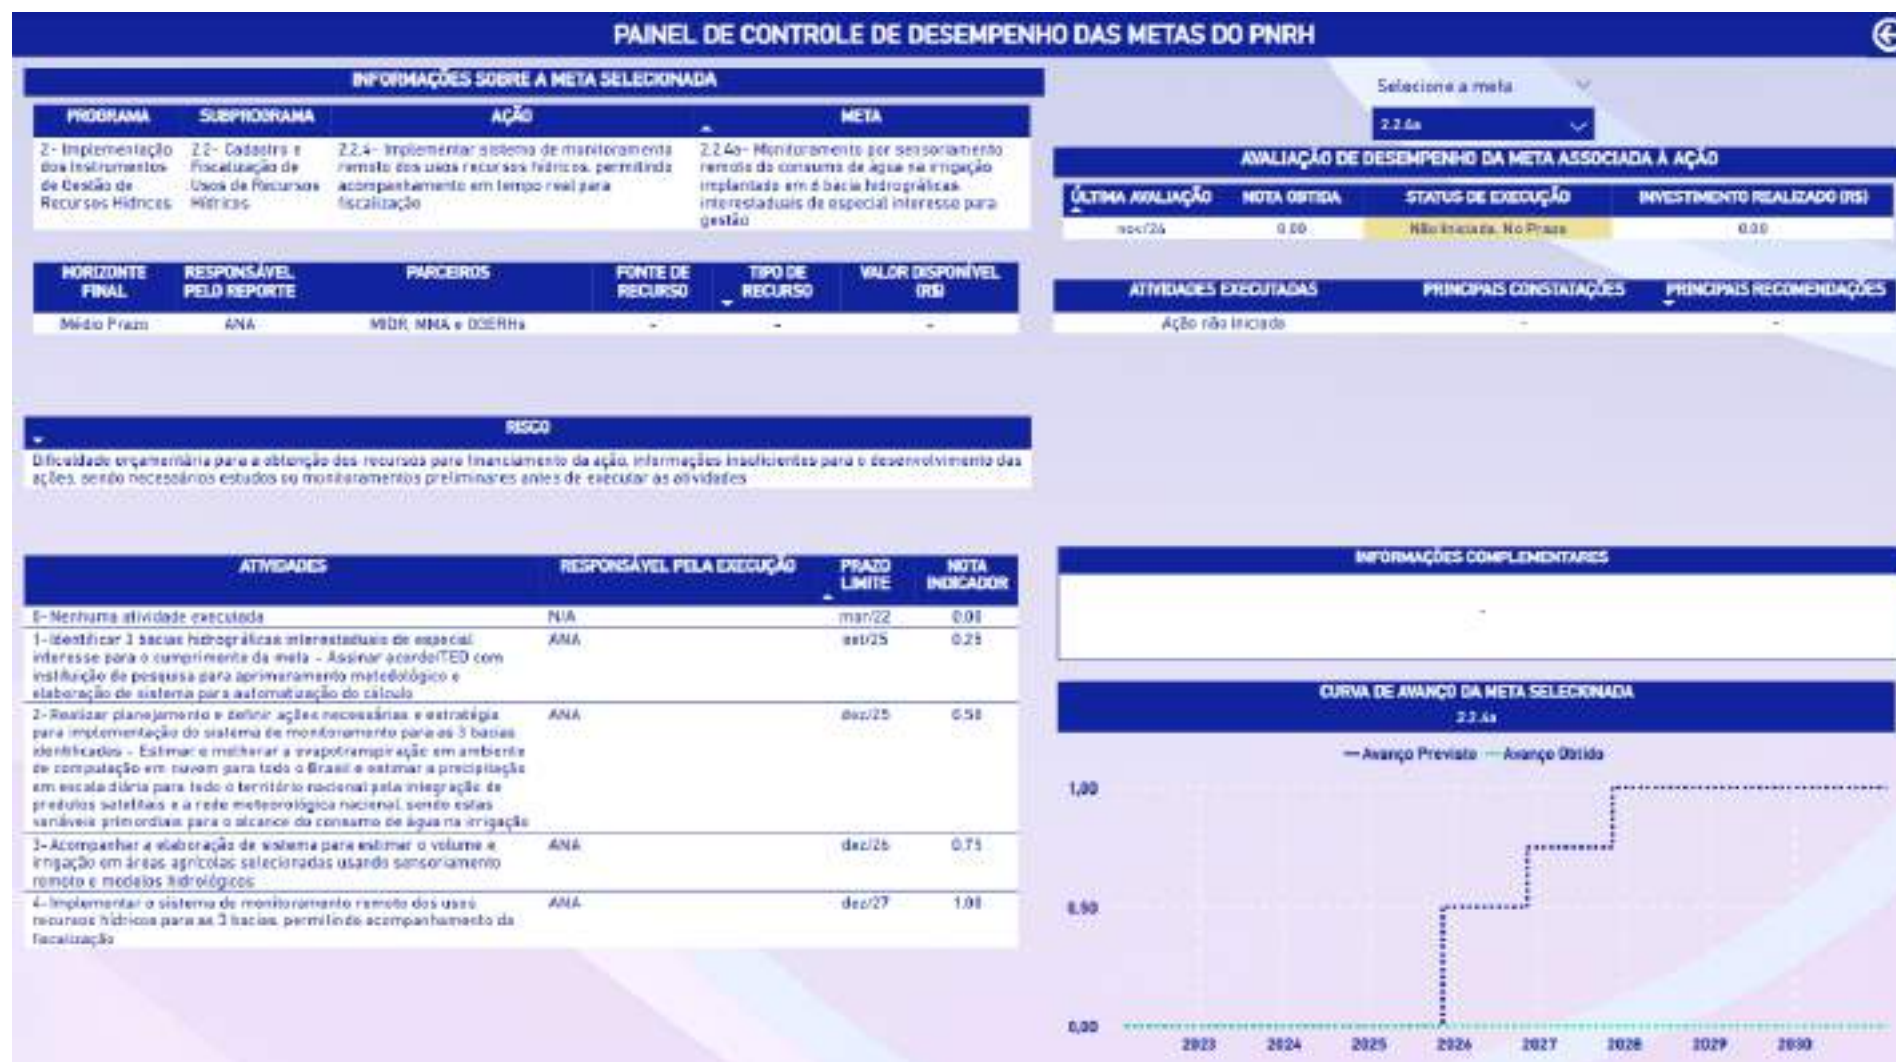 PAINEL DE CONTROLE DE DESEMPENHO DAS METAS DO PNRH
INFORMAÇÕES SOBRE A META SELECIONADA
PROGRAMA SUBPROGRAMA AÇÃO META
2- Implementação 2.2- Cadastro e 2.2.4- Implementar sistema de monitoramento 2.2.4a- Monitoramento por sensoriamento
dos Instrumentos Fiscalização de remoto dos usos recursos hídricos, permitindo remoto do consumo de água na irrigação
de Gestão de Usos de Recursos acompanhamento em tempo real para implantado em bacia hidrográficas
Recursos Hídricos Hídricos fiscalização interestaduais de especial interesse para
gestão
HORIZONTE RESPONSÁVEL PARCEIROS FONTE DE TIPO DE VALOR DISPONÍVEL
FINAL PELO REPORTE RECURSO RECURSO (R$)
Médio Prazo ANA MIDR, MMA e OGERHs - - -
RISCO
Dificuldade orçamentária para a obtenção dos recursos para financiamento da ação, informações insuficientes para o desenvolvimento das
ações, sendo necessários estudos ou monitoramentos preliminares antes de executar as atividades
ATIVIDADES RESPONSÁVEL PELA EXECUÇÃO PRAZO NOTA
LIMITE INDICADOR
0- Nenhuma atividade executada N/A mar/22 0.00
1- Identificar 3 bacias hidrográficas interestaduais de especial ANA 0.25
interesse para o cumprimento da meta - Assinar acordo/TED com
instituição de pesquisa para aprimoramento metodológico e
elaboração de sistema para automatização do cálculo
2- Realizar planejamento e definir ações necessárias e estratégia ANA dez/25 0.50
para implementação do sistema de monitoramento para as 3 bacias
identificadas - Estimar e melhorar a evapotranspiração em ambiente
de computação em nuvem para todo o Brasil e estimar a precipitação
em escala diária para todo o território nacional pela integração de
produtos satelitais e a rede meteorológica nacional, sendo estas
variáveis primordiais para o alcance do consumo de água na irrigação
3- Acompanhar a elaboração de sistema para estimar o volume e ANA dez/26 0.75
irrigação em áreas agrícolas selecionadas usando sensoriamento
remoto e modelos hidrológicos
4- Implementar o sistema de monitoramento remoto dos usos ANA dez/27 1.00
recursos hídricos para as 3 bacias, permitindo acompanhamento da
fiscalização
Selecione a meta
2.2.4a
AVALIAÇÃO DE DESEMPENHO DA META ASSOCIADA À AÇÃO
ÚLTIMA AVALIAÇÃO NOTA OBTIDA STATUS DE EXECUÇÃO INVESTIMENTO REALIZADO (R$)
nov/24 0.00 Não Iniciada, No Prazo 0.00
ATIVIDADES EXECUTADAS PRINCIPAIS CONSTATAÇÕES PRINCIPAIS RECOMENDAÇÕES
Ação não iniciada - -
INFORMAÇÕES COMPLEMENTARES
-
CURVA DE AVANÇO DA META SELECIONADA
2.2.4a
Avanço Previsto Avanço Obtido
1,00
0,50
0,00
2023 2024 2025 2026 2027 2028 2029 2030